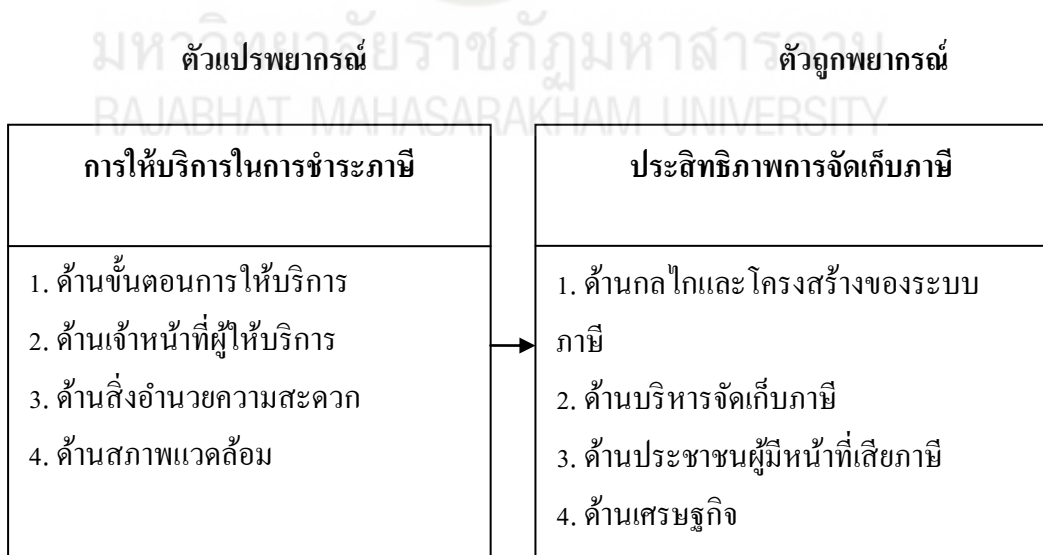 มหาวิทยาลัยราชภัฏมหาสารคาม
RAJABHAT MAHASARAKHAM UNIVERSITY
ตัวแปรพยากรณ์
ตัวถูกพยากรณ์
การให้บริการในการชำระภาษี
1. ด้านขั้นตอนการให้บริการ
2. ด้านเจ้าหน้าที่ผู้ให้บริการ
3. ด้านสิ่งอำนวยความสะดวก
4. ด้านสภาพแวดล้อม
ประสิทธิภาพการจัดเก็บภาษี
1. ด้านกลไกและโครงสร้างของระบบ
ภาษี
2. ด้านบริหารจัดเก็บภาษี
3. ด้านประชาชนผู้มีหน้าที่เสียภาษี
4. ด้านเศรษฐกิจ